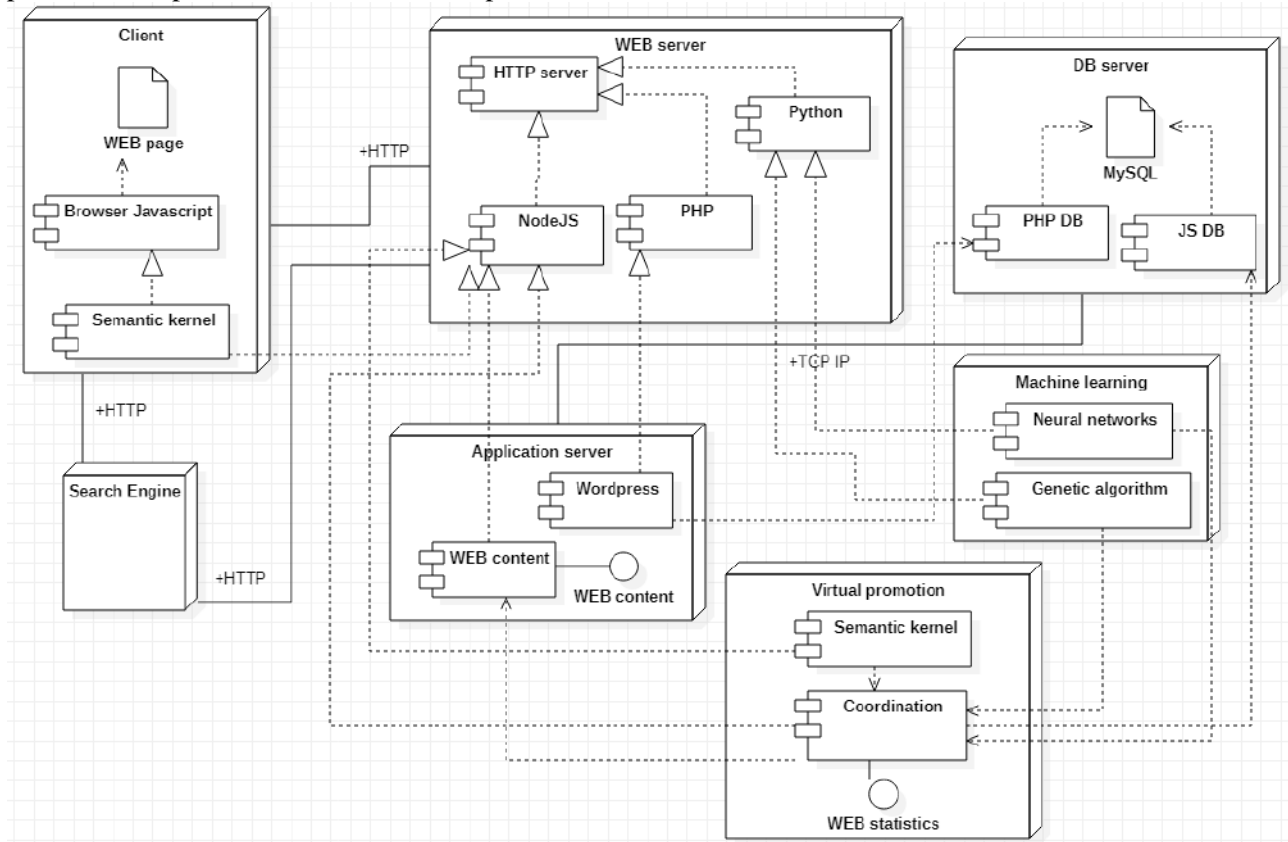 Client
WEB page
Browser Javascript
Semantic kernel
+HTTP
Search Engine
+HTTP
+HTTP
WEB server
HTTP server
Python
NodeJS
PHP
DB server
MySQL
PHP DB
JS DB
+TCP IP
Application server
Wordpress
WEB content
WEB content
Machine learning
Neural networks
Genetic algorithm
Virtual promotion
Semantic kernel
Coordination
WEB statistics